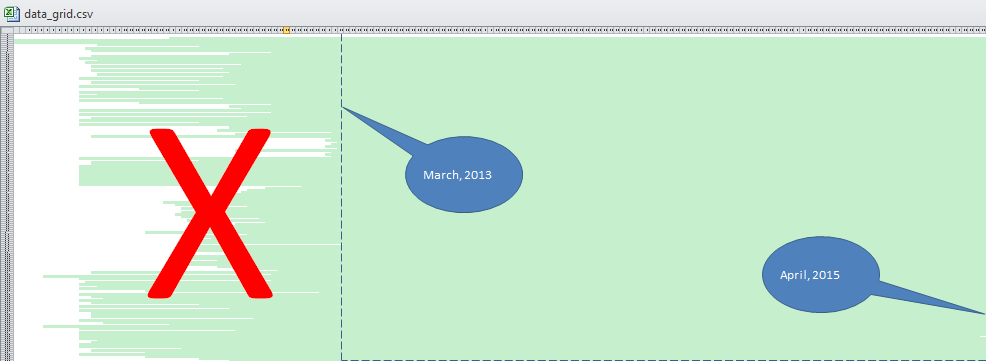 data_grid.csv
March, 2013
April, 2015